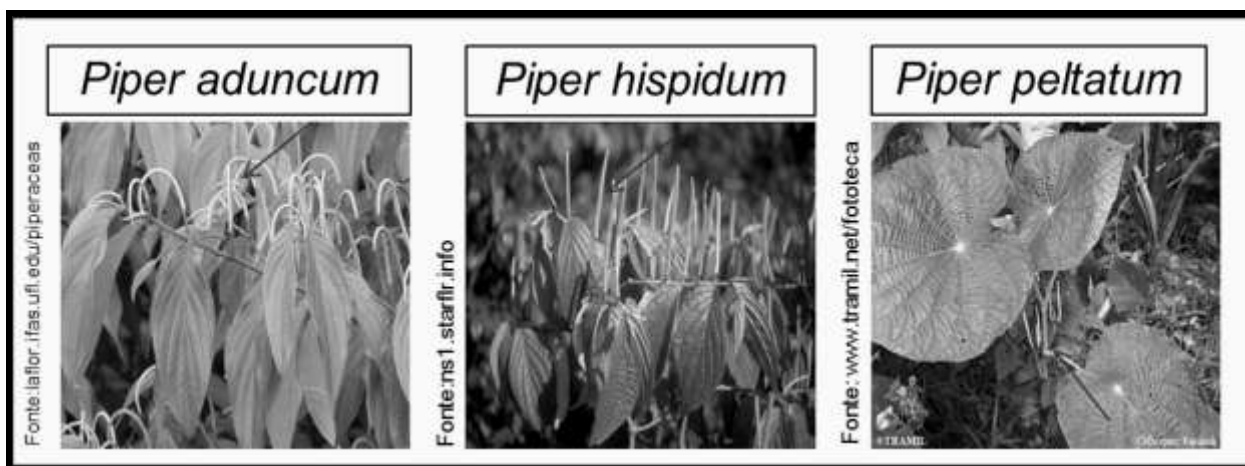 Piper aduncum
Fonte:laflor.ifas.ufl.edu/piperaceas
Piper hispidum
Fonte:ns1.starflr.info
Piper peltatum
Fonte: www.tramil.net/fototeca
©TRAMIL